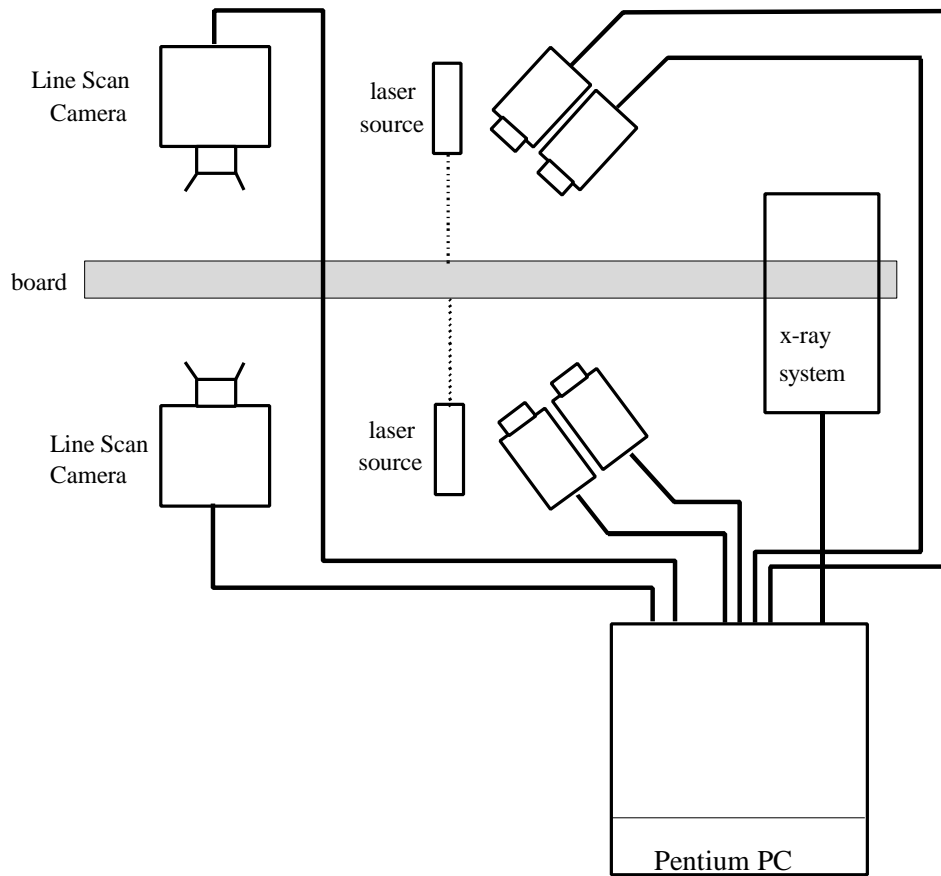 Line Scan
Camera
laser
source
board
x-ray
system
Line Scan
Camera
laser
source
Pentium PC